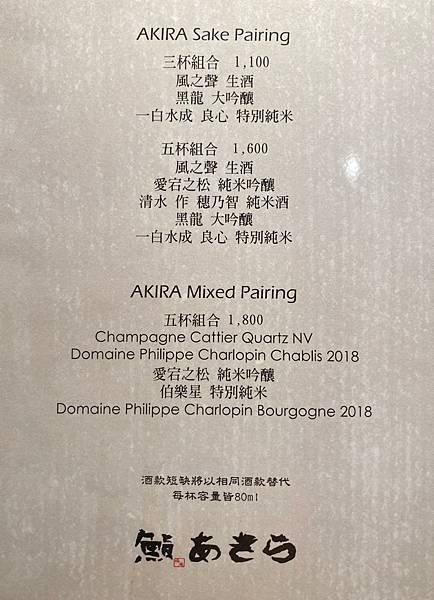 AKIRA Sake Pairing
三杯組合 1,100
風之聲 生酒
黑龍 大吟釀
一白水成 良心 特別純米
五杯組合 1,600
風之聲 生酒
愛宕之松 純米吟釀
清水 作 穗乃智 純米酒
黑龍 大吟釀
一白水成 良心 特別純米
AKIRA Mixed Pairing
五杯組合 1,800
Champagne Cattier Quartz NV
Domaine Philippe Charlopin Chablis 2018
愛宕之松 純米吟釀
伯樂星 特別純米
Domaine Philippe Charlopin Bourgogne 2018
酒款短缺將以相同酒款替代
每杯容量皆80ml
鮨 あきら